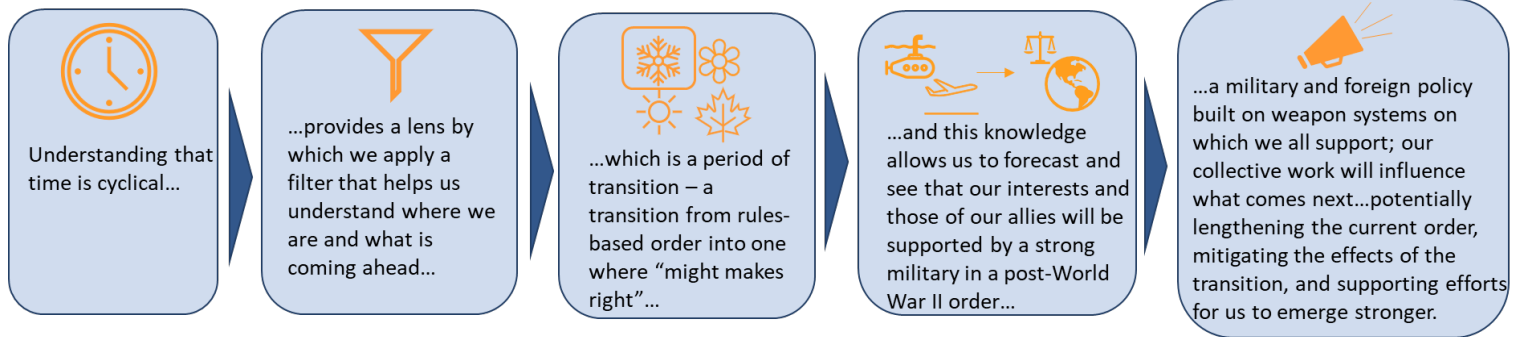 Understanding that
time is cyclical…
…provides a lens by
which we apply a
filter that helps us
understand where we
are and what is
coming ahead…
…which is a period of
transition – a
transition from rules-
based order into one
where “might makes
right”…
…and this knowledge
allows us to forecast and
see that our interests and
those of our allies will be
supported by a strong
military in a post-World
War II order…
…a military and foreign policy
built on weapon systems on
which we all support; our
collective work will influence
what comes next…potentially
lengthening the current order,
mitigating the effects of the
transition, and supporting efforts
for us to emerge stronger.